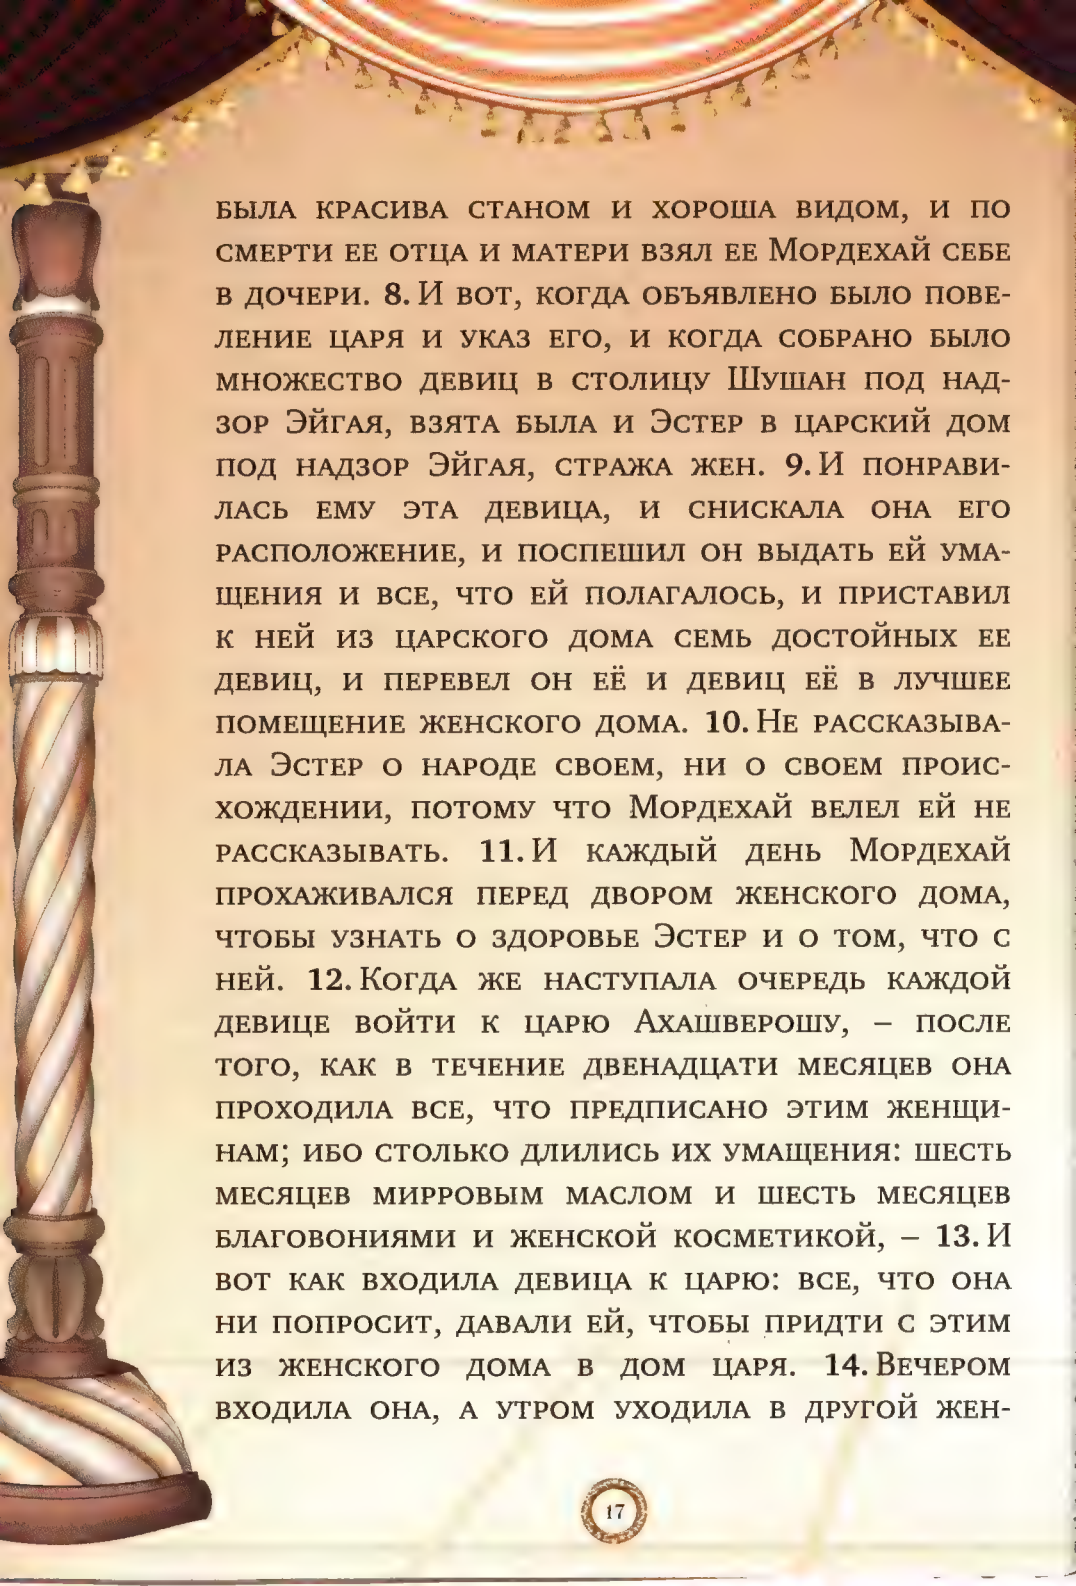 была красива станом и хороша видом, и по
смерти ее отца и матери взял ее Мордехай себе
в дочери. 8. И вот, когда объявлено было пове-
ление царя и указ его, и когда собрано было
множество девиц в столицу Шушан под над-
зор Эйгая, взята была и Эстер в царский дом
под надзор Эйгая, стража жен. 9. И понрави-
лась ему эта девица, и снискала она его
расположение, и поспешил он выдать ей ума-
щения и все, что ей полагалось, и приставил
к ней из царского дома семь достойных ее
девиц, и перевел он её и девиц её в лучшее
помещение женского дома. 10. Не рассказыва-
ла Эстер о народе своем, ни о своем проис-
хождении, потому что Мордехай велел ей не
рассказывать. 11. И каждый день Мордехай
прохаживался перед двором женского дома,
чтобы узнать о здоровье Эстер и о том, что с
ней. 12. Когда же наступала очередь каждой
девице войти к царю Ахашверошу, – после
того, как в течение двенадцати месяцев она
проходила все, что предписано этим женщи-
нам; ибо столько длились их умащения: шесть
месяцев мирровым маслом и шесть месяцев
благовониями и женской косметикой, – 13. И
вот как входила девица к царю: все, что она
ни попросит, давали ей, чтобы придти с этим
из женского дома в дом царя. 14. Вечером
входила она, а утром уходила в другой жен-
17